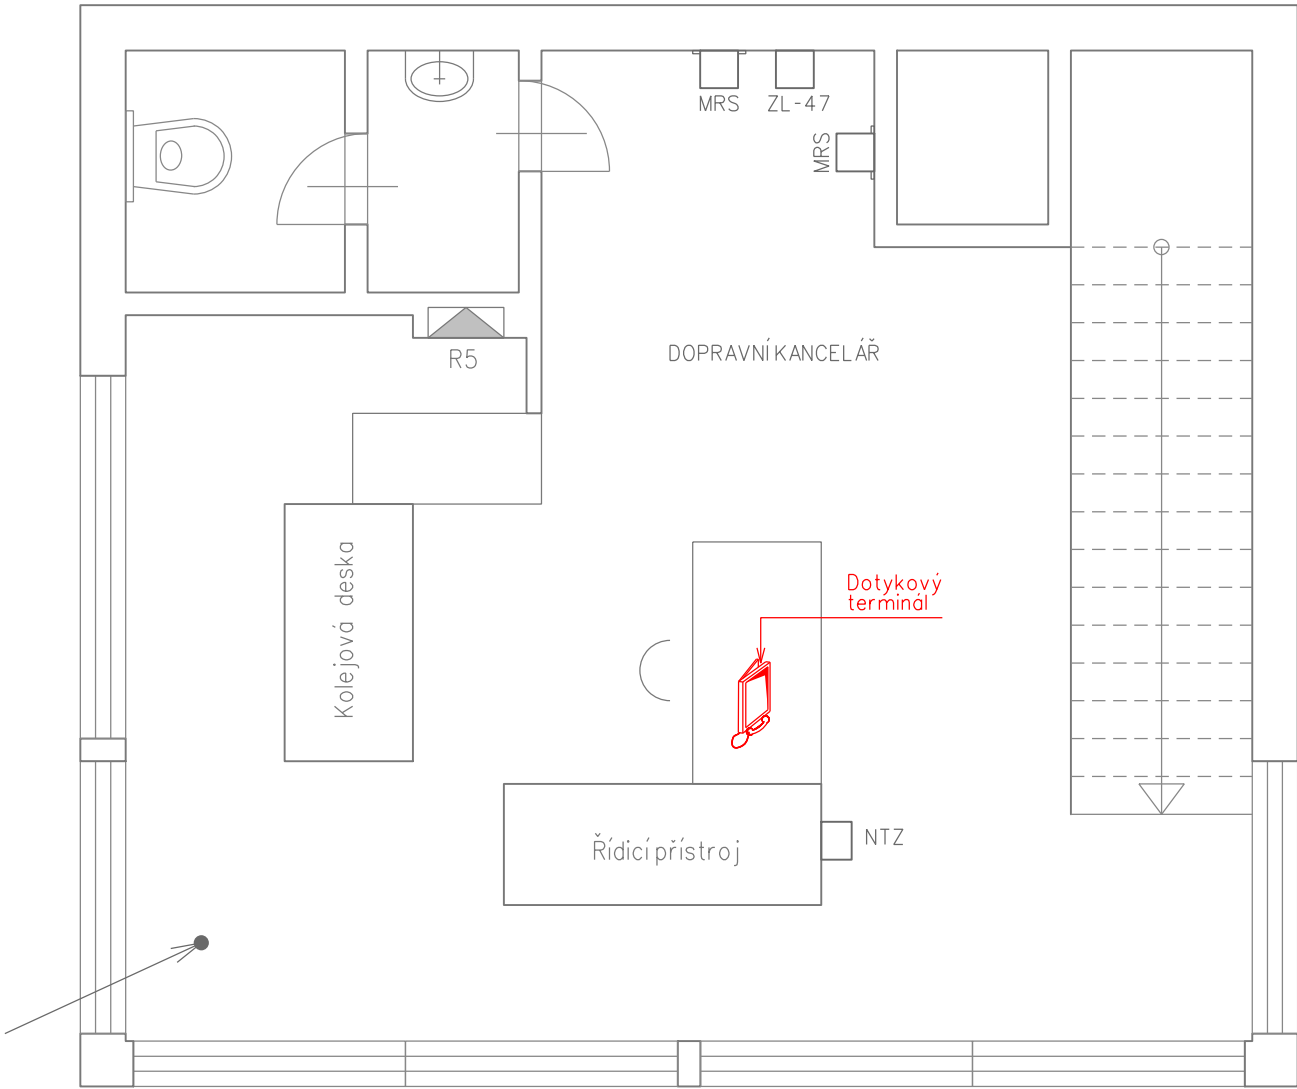 MRS
ZL-47
MRS
R5
DOPRAVNÍ KANCELÁŘ
Kolejová deska
Dotykový
terminál
Řídicí přístroj
NTZ